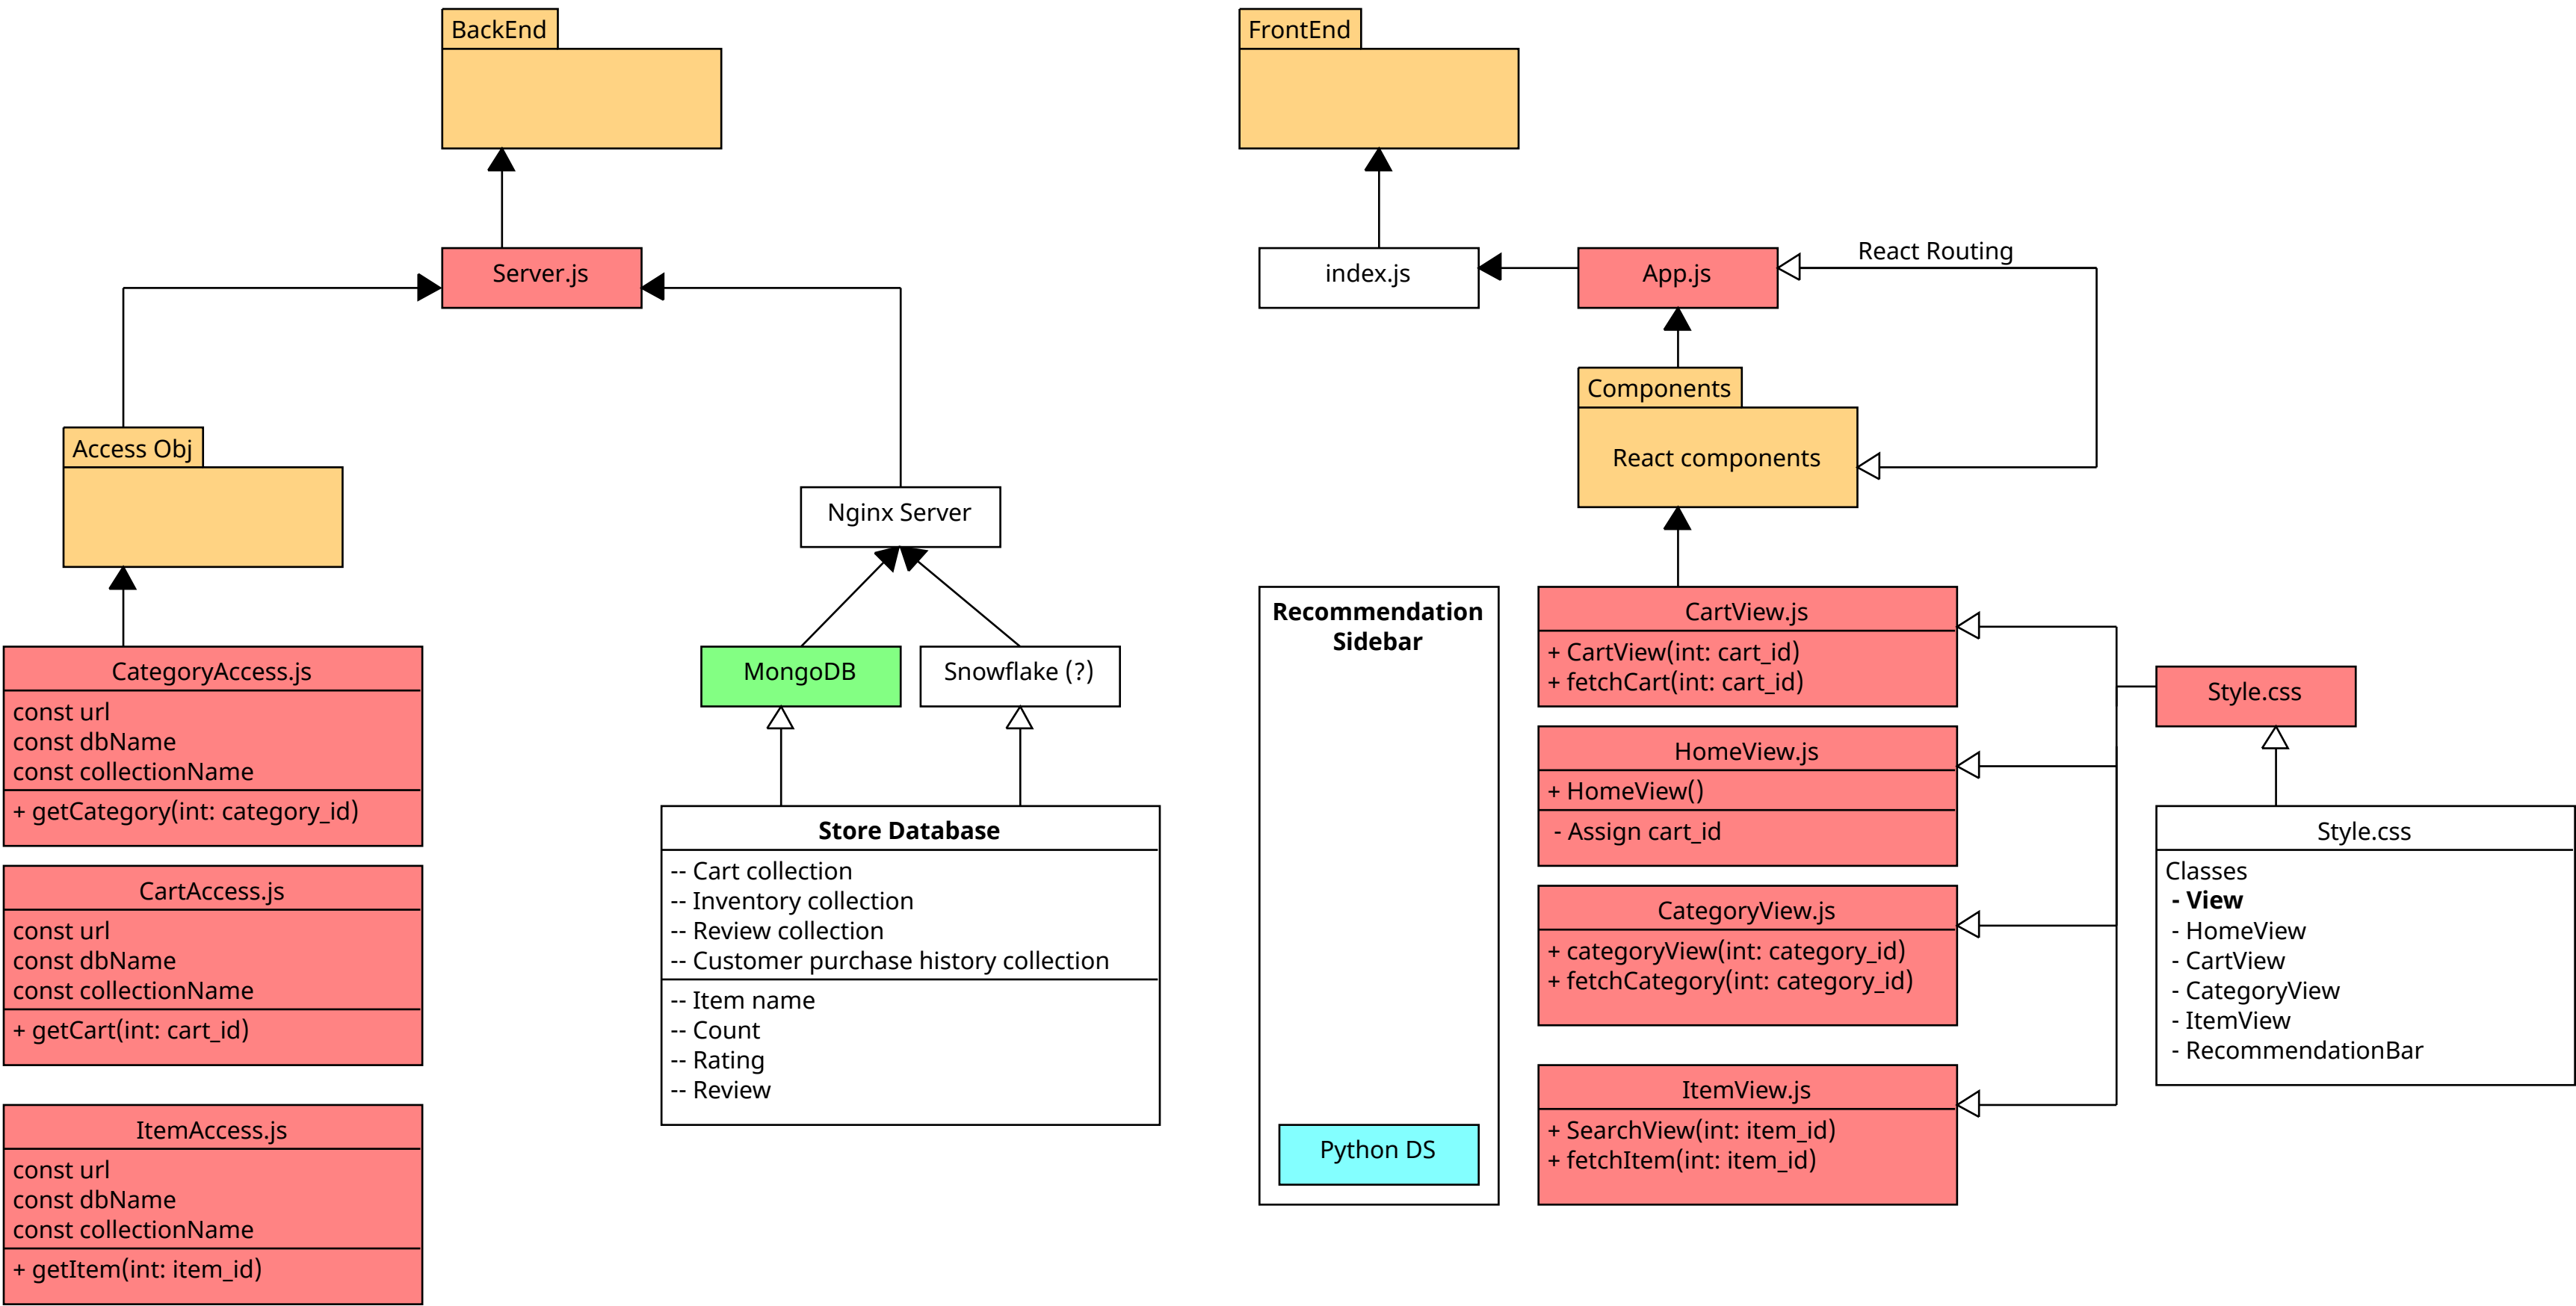 BackEnd
Server.js
Access Obj
CategoryAccess.js
const url
const dbName
const collectionName
+ getCategory(int: category_id)
CartAccess.js
const url
const dbName
const collectionName
+ getCart(int: cart_id)
ItemAccess.js
const url
const dbName
const collectionName
+ getItem(int: item_id)
Nginx Server
MongoDB
Snowflake (?)
Store Database
-- Cart collection
-- Inventory collection
-- Review collection
-- Customer purchase history collection
-- Item name
-- Count
-- Rating
-- Review
FrontEnd
index.js
App.js
React Routing
Components
React components
Recommendation
Sidebar
Python DS
CartView.js
+ CartView(int: cart_id)
+ fetchCart(int: cart_id)
HomeView.js
+ HomeView()
- Assign cart_id
CategoryView.js
+ categoryView(int: category_id)
+ fetchCategory(int: category_id)
ItemView.js
+ SearchView(int: item_id)
+ fetchItem(int: item_id)
Style.css
Style.css
Classes
- View
- HomeView
- CartView
- CategoryView
- ItemView
- RecommendationBar